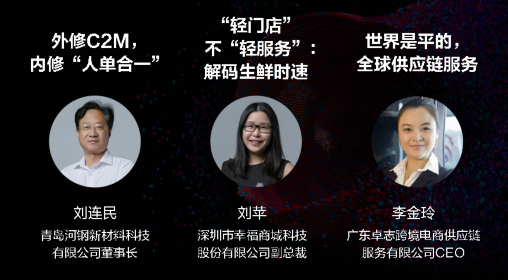 外修C2M，
内修“人单合一”
“轻门店”
不“轻服务”：
解码生鲜时速
世界是平的，
全球供应链服务
刘连民
青岛河钢新材料科技
有限公司董事长
刘苹
深圳市幸福商城科技
股份有限公司副总裁
李金玲
广东卓志跨境电商供应链
服务有限公司CEO